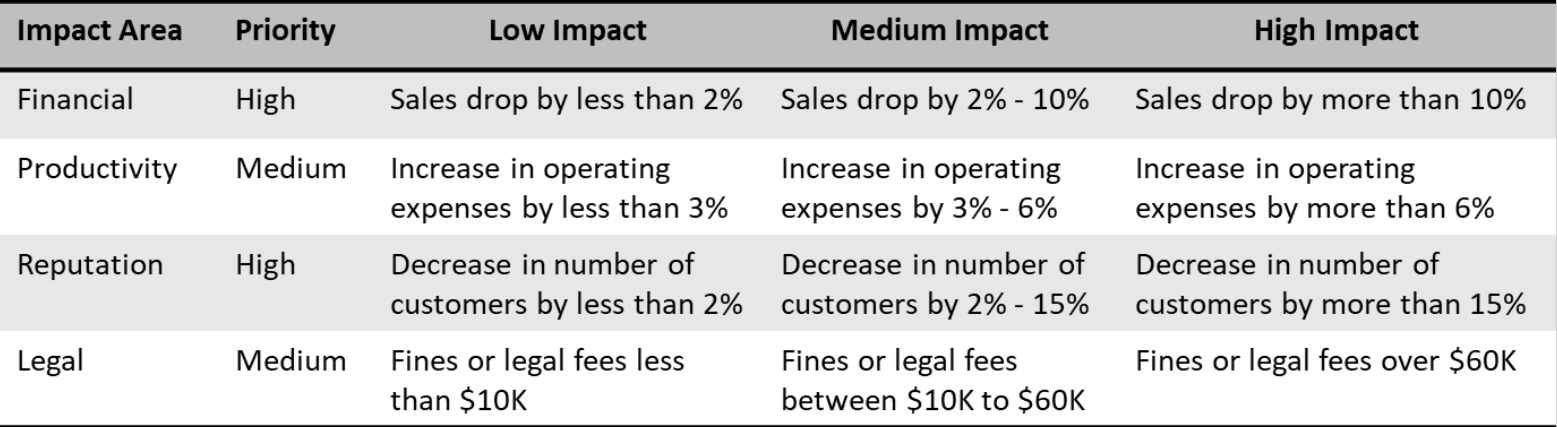 Impact Area Priority Low Impact Medium Impact High Impact
Financial High Sales drop by less than 2% Sales drop by 2% - 10% Sales drop by more than 10%
Productivity Medium Increase in operating Increase in operating Increase in operating
expenses by less than 3% expenses by 3% - 6% expenses by more than 6%
Reputation High Decrease in number of Decrease in number of Decrease in number of
customers by less than 2% customers by 2% - 15% customers by more than 15%
Legal Medium Fines or legal fees less Fines or legal fees Fines or legal fees over $60K
than $10K between $10K to $60K